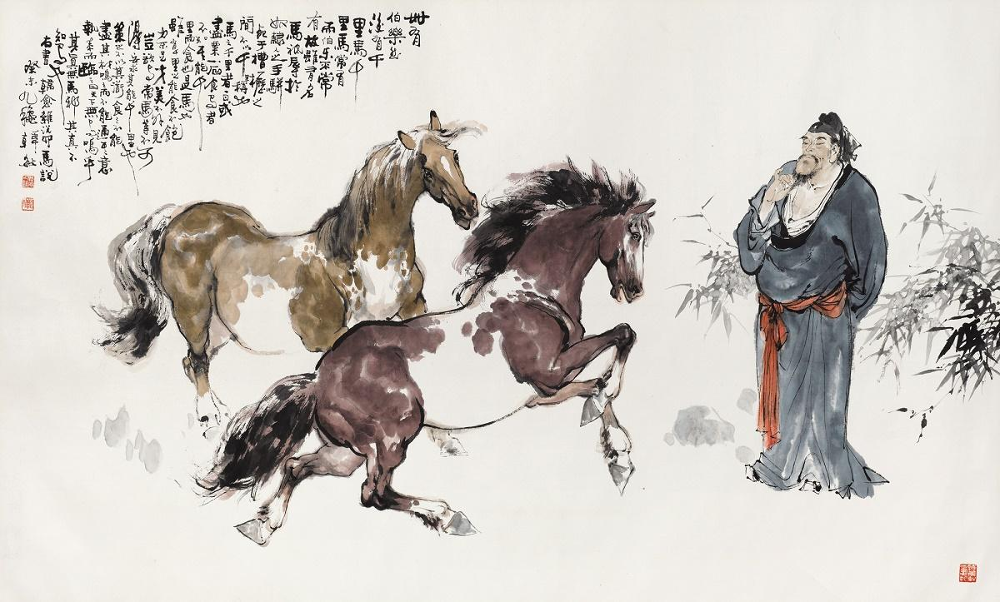 世有
伯樂然
後有千
里馬千
里馬常有
而伯樂不常
有故雖有名
馬祇辱於
奴隸人之手駢
死于槽櫪之
間不以千稱也
馬之千里者一食或
盡粟一石食馬者
不知其能千
里而食也是馬也
雖有千里之能食不飽
力不足才美不外見
且欲與常馬等不可
得安求其能千里也
策之不以其道食之不能
盡其材鳴之而不能通其意
執策而臨之曰天下無馬嗚呼
其真無馬邪其真不
知馬也
右書韓愈雜說四馬說
癸未九龝